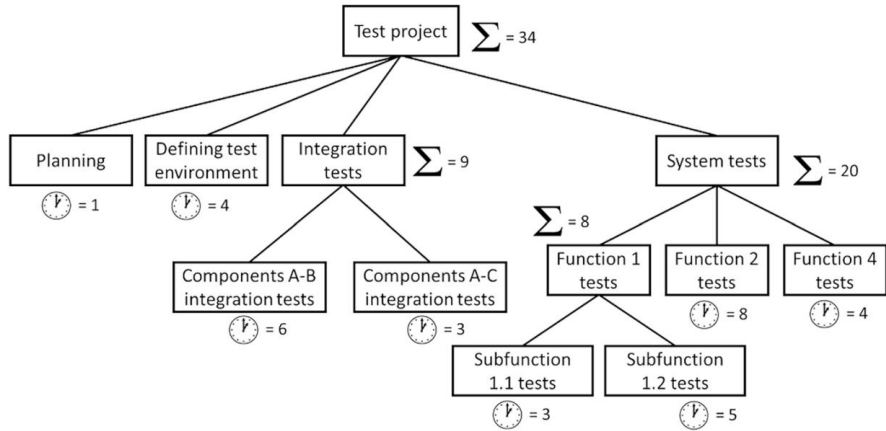 Test project
∑ = 34
Planning
Defining test
environment
Integration
tests
∑ = 9
System tests
∑ = 20
= 1
= 4
∑ = 8
Components A-B
integration tests
Components A-C
integration tests
Function 1
tests
Function 2
tests
Function 4
tests
= 6
= 3
= 8
= 4
Subfunction
1.1 tests
Subfunction
1.2 tests
= 3
= 5